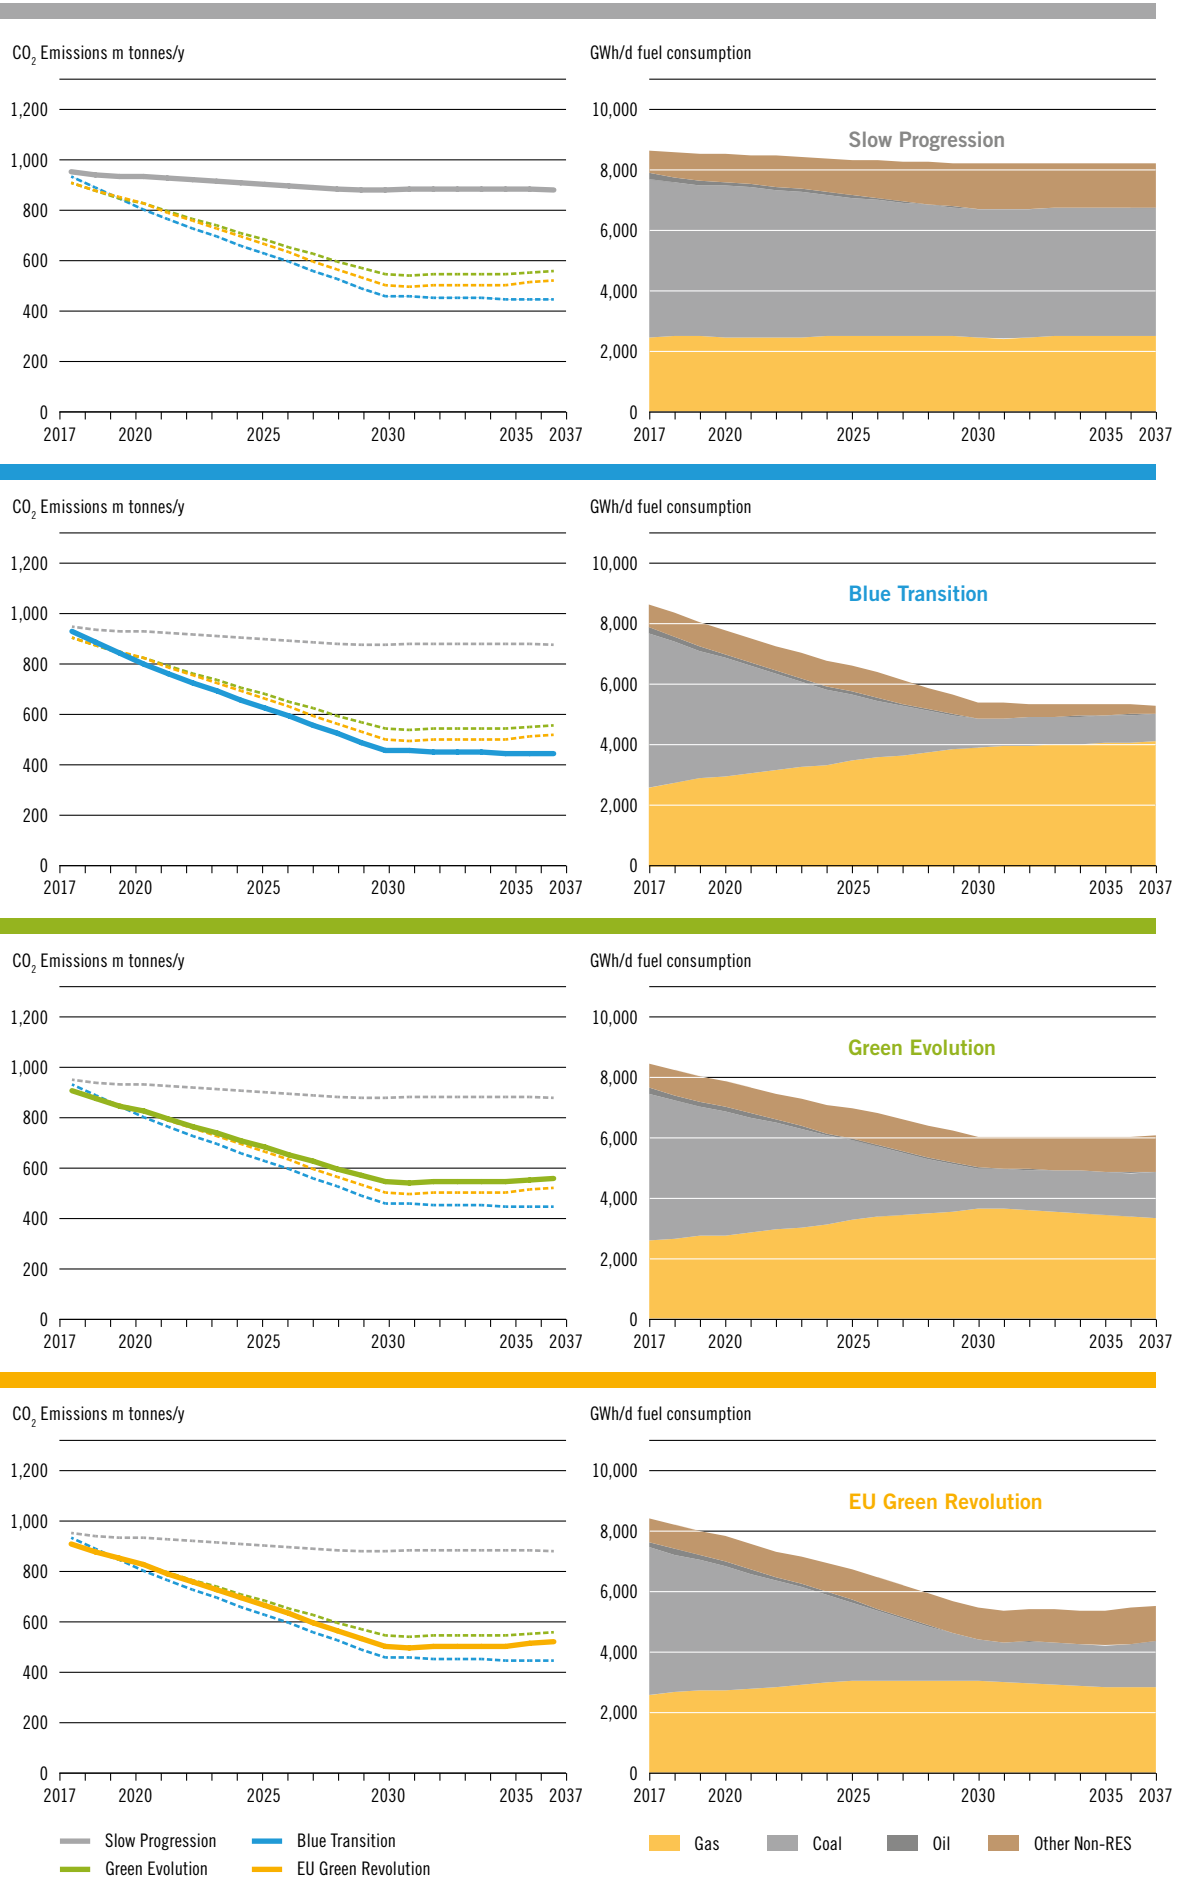 CO2 Emissions m tonnes/y
1,200
1,000
800
600
400
200
0
2017 2020 2025 2030 2035 2037
GWh/d fuel consumption
Slow Progression
10,000
8,000
6,000
4,000
2,000
0
2017 2020 2025 2030 2035 2037
CO2 Emissions m tonnes/y
1,200
1,000
800
600
400
200
0
2017 2020 2025 2030 2035 2037
GWh/d fuel consumption
Blue Transition
10,000
8,000
6,000
4,000
2,000
0
2017 2020 2025 2030 2035 2037
CO2 Emissions m tonnes/y
1,200
1,000
800
600
400
200
0
2017 2020 2025 2030 2035 2037
GWh/d fuel consumption
Green Evolution
10,000
8,000
6,000
4,000
2,000
0
2017 2020 2025 2030 2035 2037
CO2 Emissions m tonnes/y
1,200
1,000
800
600
400
200
0
2017 2020 2025 2030 2035 2037
GWh/d fuel consumption
EU Green Revolution
10,000
8,000
6,000
4,000
2,000
0
2017 2020 2025 2030 2035 2037
Slow Progression Blue Transition
Green Evolution EU Green Revolution
Gas Coal Oil Other Non-RES